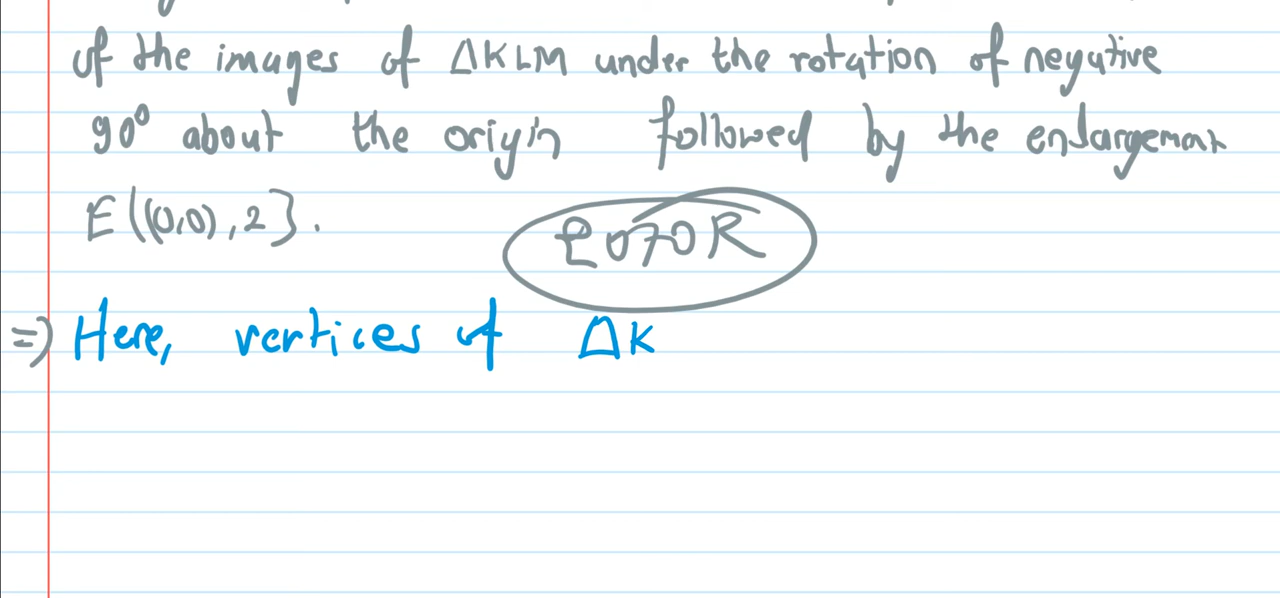 of the images of ΔKLM under the rotation of negative
90° about the origin followed by the enlargement
E{(0,0),2}.
=) Here, vertices of ΔK